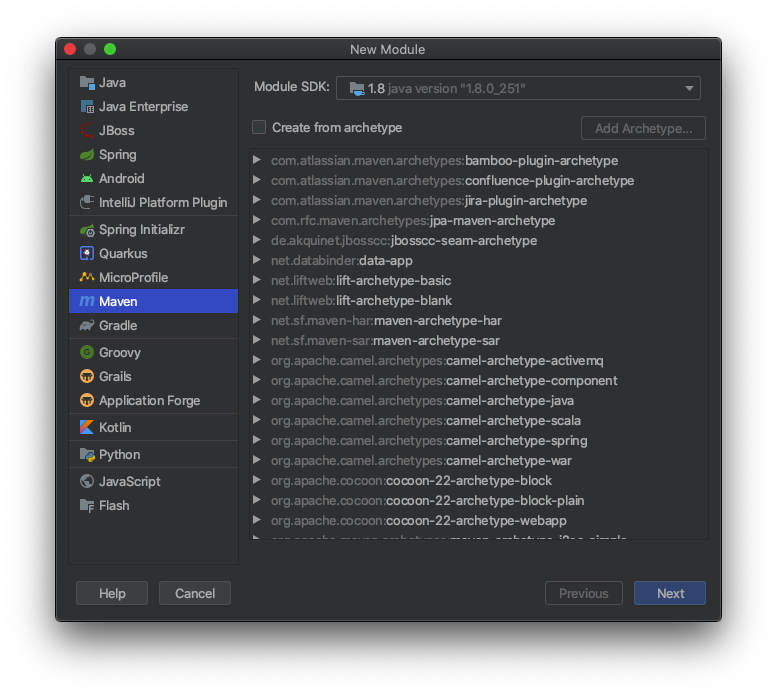 New Module
Java
Java Enterprise
JBoss
Spring
Android
IntelliJ Platform Plugin
Spring Initializr
Quarkus
MicroProfile
Maven
Gradle
Groovy
Grails
Application Forge
Kotlin
Python
JavaScript
Flash
Module SDK: 1.8 java version "1.8.0_251"
Create from archetype Add Archetype...
com.atlassian.maven.archetypes:bamboo-plugin-archetype
com.atlassian.maven.archetypes:confluence-plugin-archetype
com.atlassian.maven.archetypes:jira-plugin-archetype
com.rfc.maven.archetypes:jpa-maven-archetype
de.akquinet.jbosscc:jbosscc-seam-archetype
net.databinder:data-app
net.liftweb:lift-archetype-basic
net.liftweb:lift-archetype-blank
net.sf.maven-har:maven-archetype-har
net.sf.maven-sar:maven-archetype-sar
org.apache.camel.archetypes:camel-archetype-activemq
org.apache.camel.archetypes:camel-archetype-component
org.apache.camel.archetypes:camel-archetype-java
org.apache.camel.archetypes:camel-archetype-scala
org.apache.camel.archetypes:camel-archetype-spring
org.apache.camel.archetypes:camel-archetype-war
org.apache.cocoon:cocoon-22-archetype-block
org.apache.cocoon:cocoon-22-archetype-block-plain
org.apache.cocoon:cocoon-22-archetype-webapp
Help Cancel Previous Next